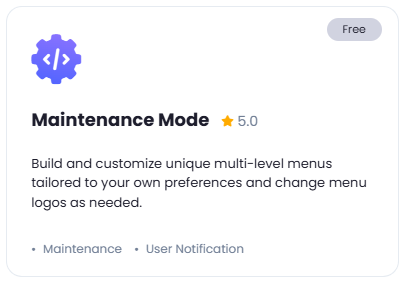 Free
</>
Maintenance Mode ★ 5.0
Build and customize unique multi-level menus
tailored to your own preferences and change menu
logos as needed.
• Maintenance • User Notification